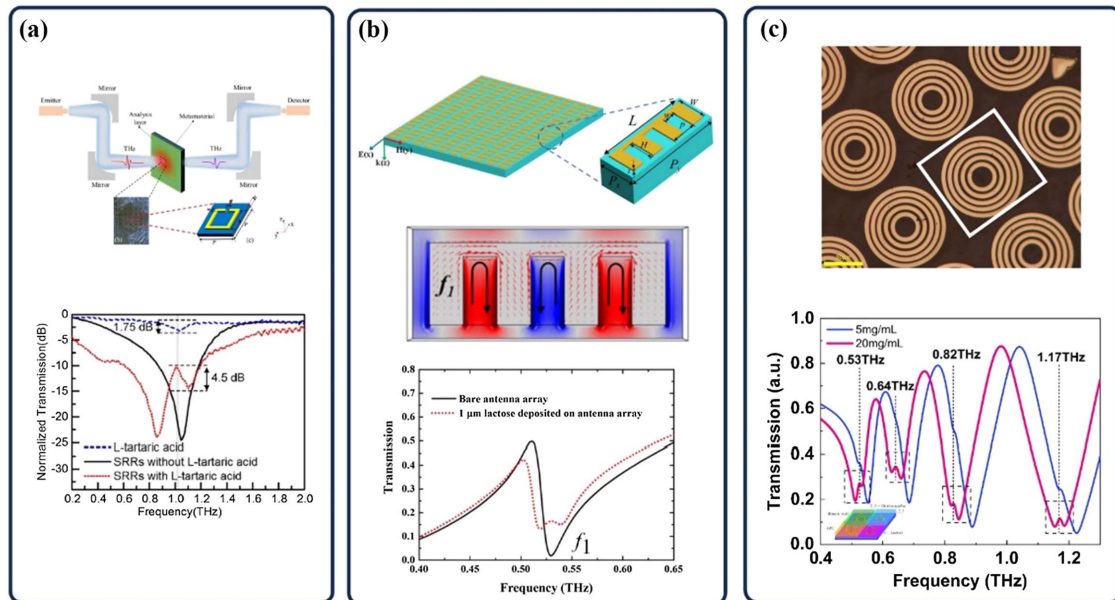 (a)
Mirror
Mirror
Emitter
Detector
Analysis
layer
Metamaterial
THz
THz
Mirror
Mirror
(b)
(c)
Normalized Transmission(dB)
0
-5
-10
-15
-20
-25
-30
1.75 dB
4.5 dB
L-tartaric acid
SRRs without L-tartaric acid
SRRs with L-tartaric acid
0.2 0.4 0.6 0.8 1.0 1.2 1.4 1.6 1.8 2.0
Frequency(THz)
(b)
E(x)
H(y)
k(z)
L
W
g
H
Px
Py
f1
Transmission
0.8
0.7
0.6
0.5
0.4
0.3
0.2
0.1
0.0
Bare antenna array
1 μm lactose deposited on antenna array
f1
0.40 0.45 0.50 0.55 0.60 0.65
Frequency (THz)
(c)
Transmission (a.u.)
1.0
0.8
0.6
0.4
0.2
0.0
5mg/mL
20mg/mL
0.53THz
0.64THz
0.82THz
1.17THz
0.4 0.6 0.8 1.0 1.2
Frequency (THz)